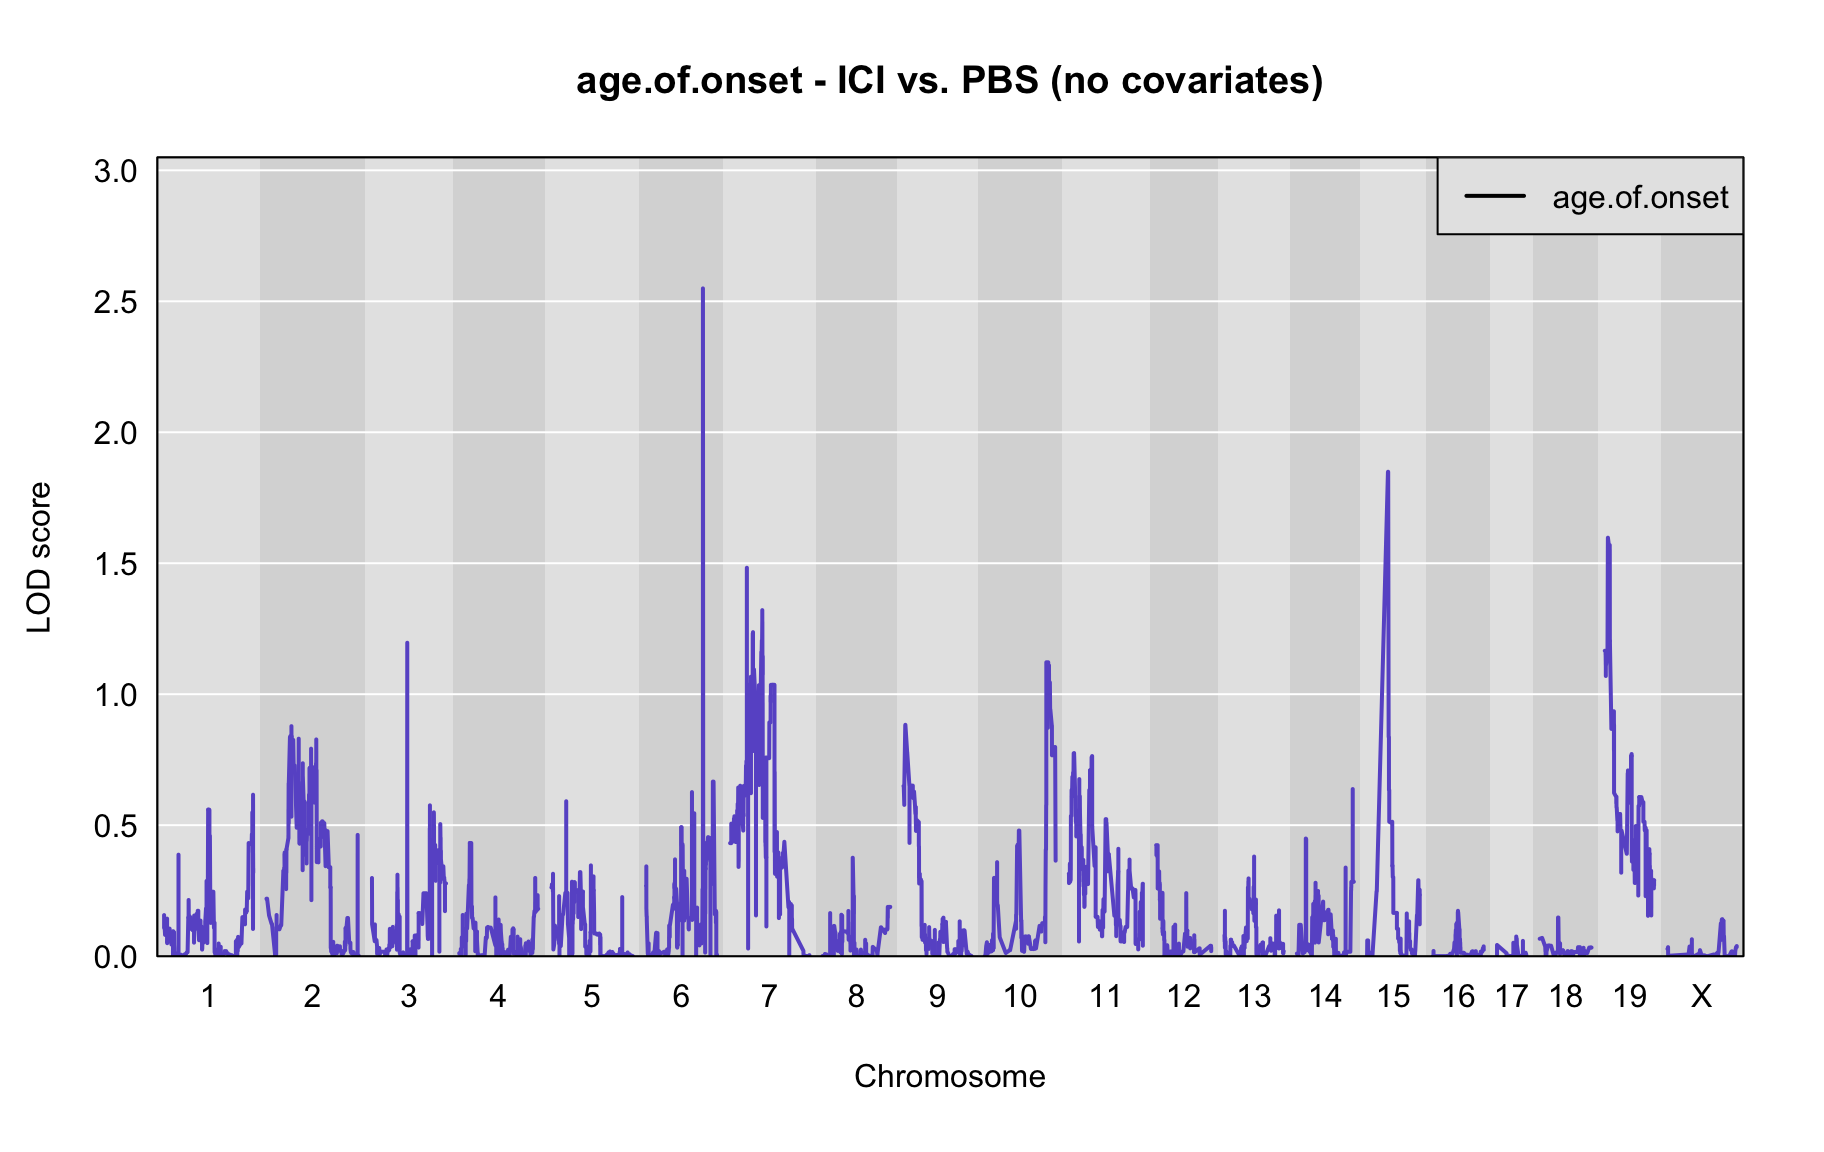 age.of.onset - ICI vs. PBS (no covariates)
age.of.onset
3.0
2.5
2.0
1.5
1.0
0.5
0.0
LOD score
1 2 3 4 5 6 7 8 9 10 11 12 13 14 15 16 17 18 19 X
Chromosome